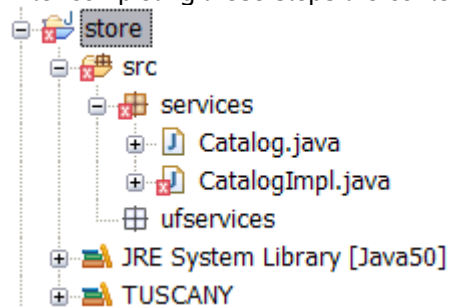 store
src
services
Catalog.java
CatalogImpl.java
ufservices
JRE System Library [Java50]
TUSCANY